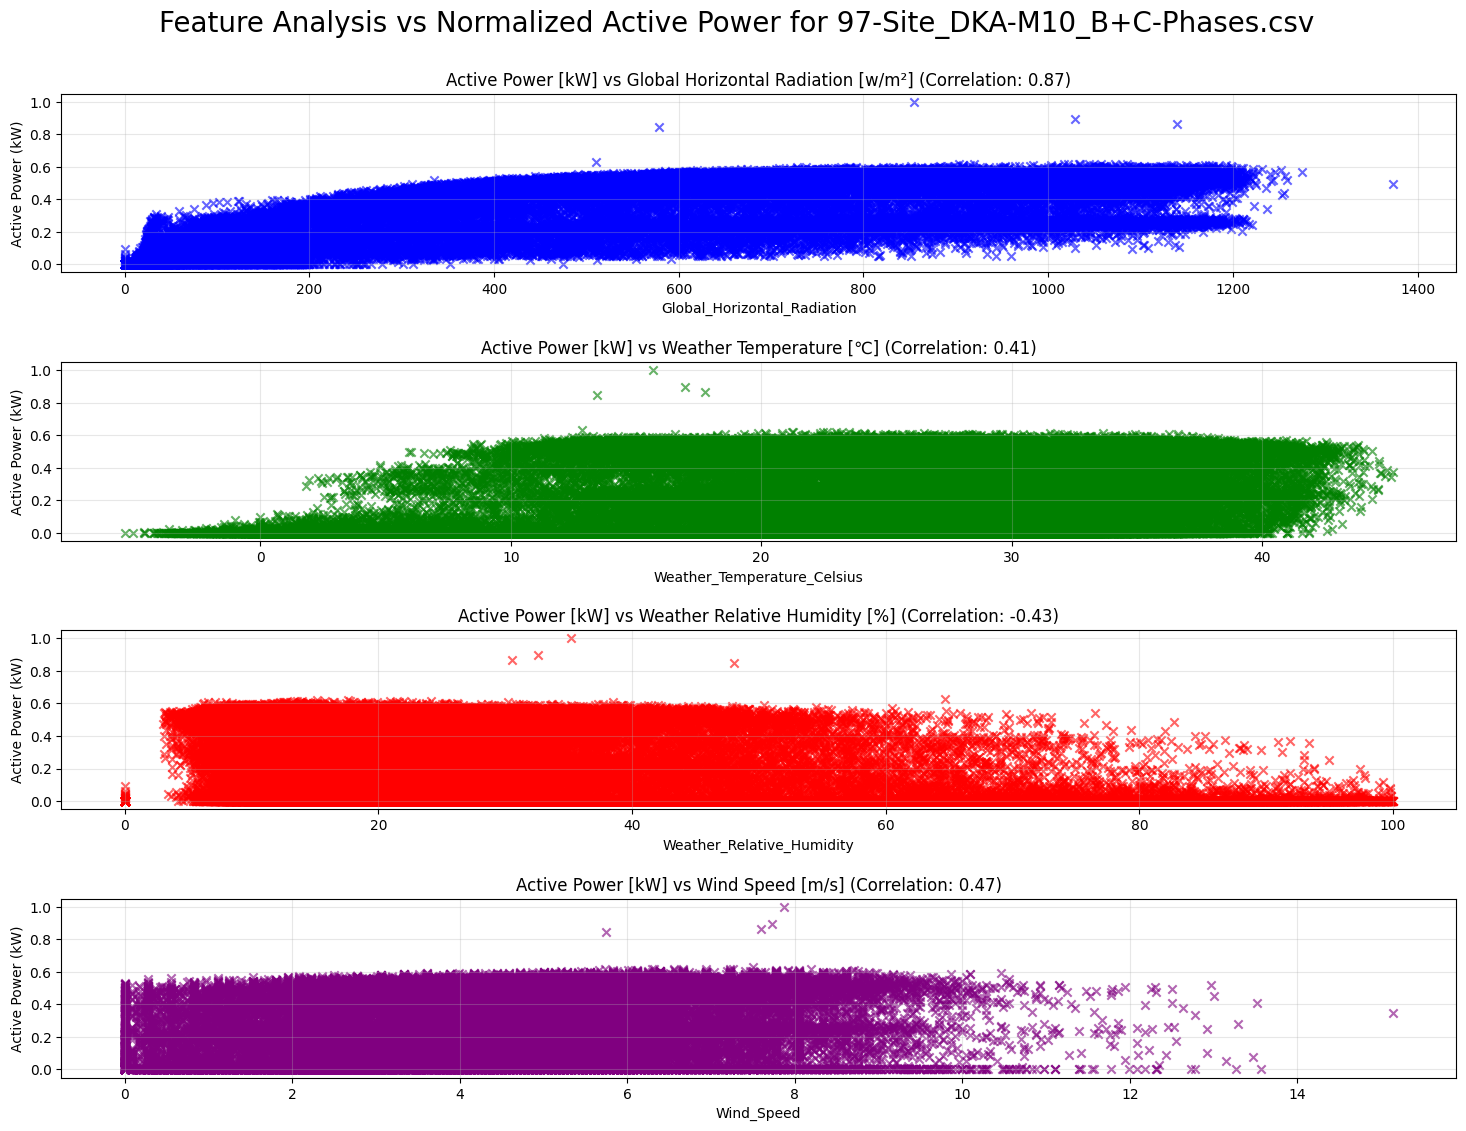 Feature Analysis vs Normalized Active Power for 97-Site_DKA-M10_B+C-Phases.csv
Active Power [kW] vs Global Horizontal Radiation [w/m²] (Correlation: 0.87)
Active Power (kW)
1.0
0.8
0.6
0.4
0.2
0.0
0 200 400 600 800 1000 1200 1400
Global_Horizontal_Radiation
Active Power [kW] vs Weather Temperature [℃] (Correlation: 0.41)
Active Power (kW)
1.0
0.8
0.6
0.4
0.2
0.0
0 10 20 30 40
Weather_Temperature_Celsius
Active Power [kW] vs Weather Relative Humidity [%] (Correlation: -0.43)
Active Power (kW)
1.0
0.8
0.6
0.4
0.2
0.0
0 20 40 60 80 100
Weather_Relative_Humidity
Active Power [kW] vs Wind Speed [m/s] (Correlation: 0.47)
Active Power (kW)
1.0
0.8
0.6
0.4
0.2
0.0
0 2 4 6 8 10 12 14
Wind_Speed